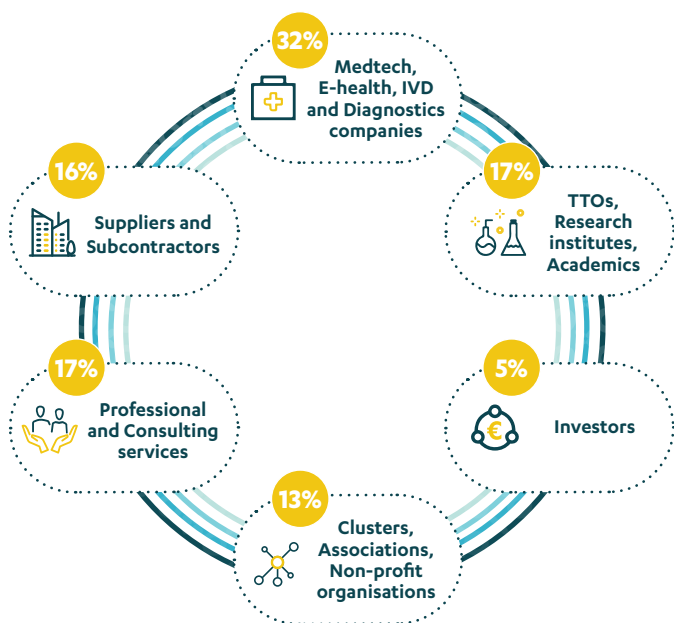 32%
Medtech,
E-health, IVD
and Diagnostics
companies
17%
TTOs,
Research
institutes,
Academics
5%
€
Investors
13%
Clusters,
Associations,
Non-profit
organisations
17%
Professional
and Consulting
services
16%
Suppliers and
Subcontractors